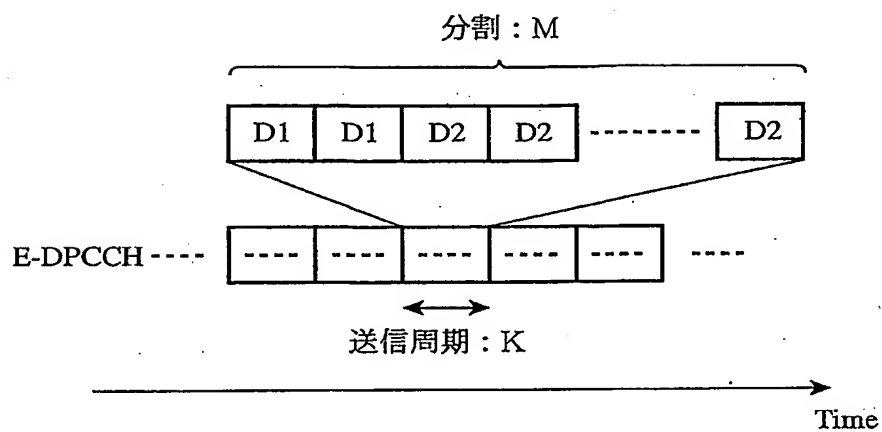 分割：M
D1 D1 D2 D2 -------- D2
E-DPCCH ---- ---- ---- ---- ---- ---- ----
送信周期：K
Time